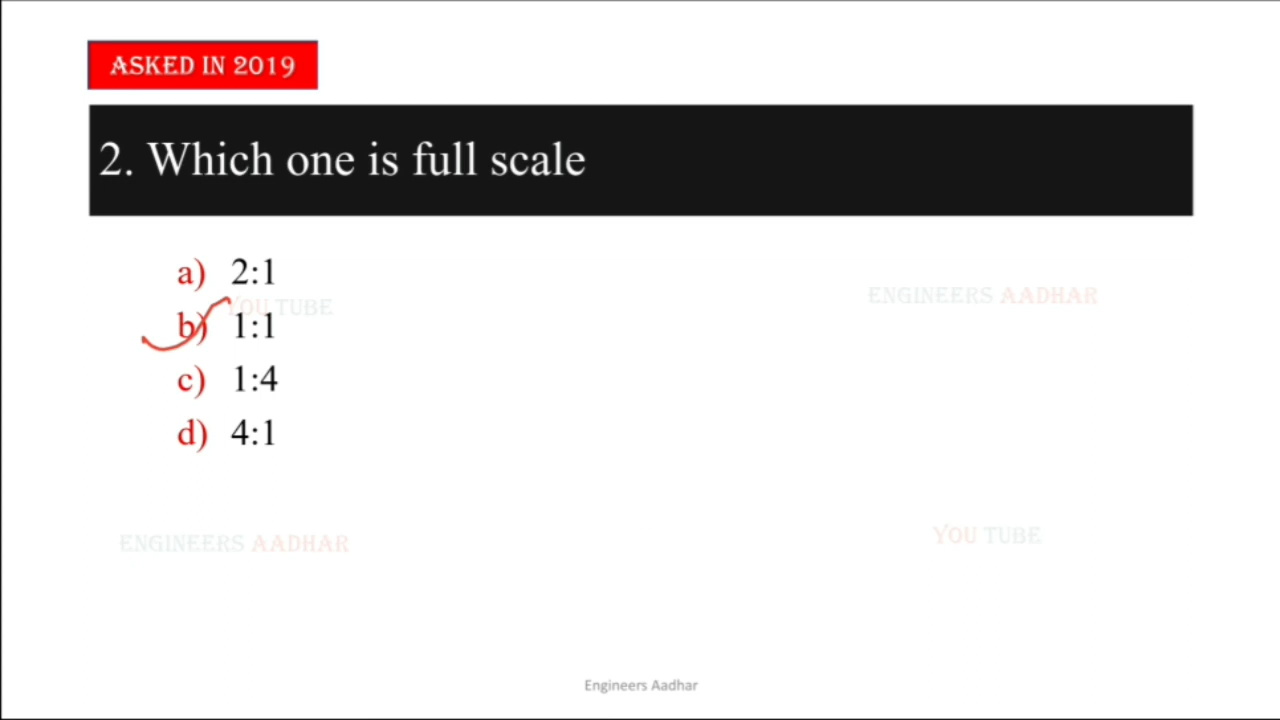 ASKED IN 2019
2. Which one is full scale
a) 2:1
YOU TUBE
ENGINEERS AADHAR
b) 1:1
c) 1:4
d) 4:1
ENGINEERS AADHAR
YOU TUBE
Engineers Aadhar